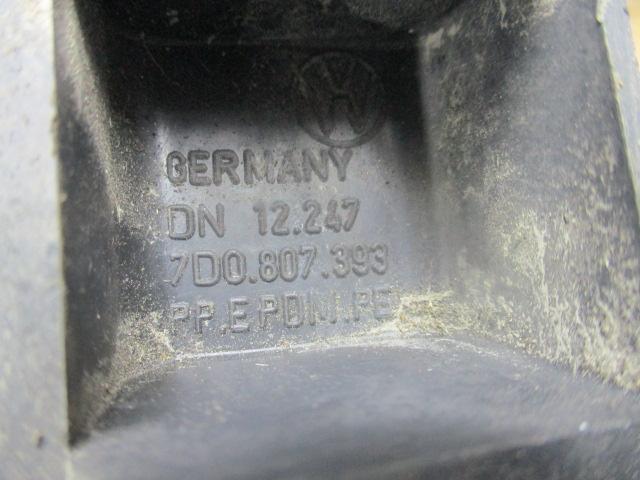 GERMANY
DN 12.247
7D0.807.393
PP.EPDM.PE